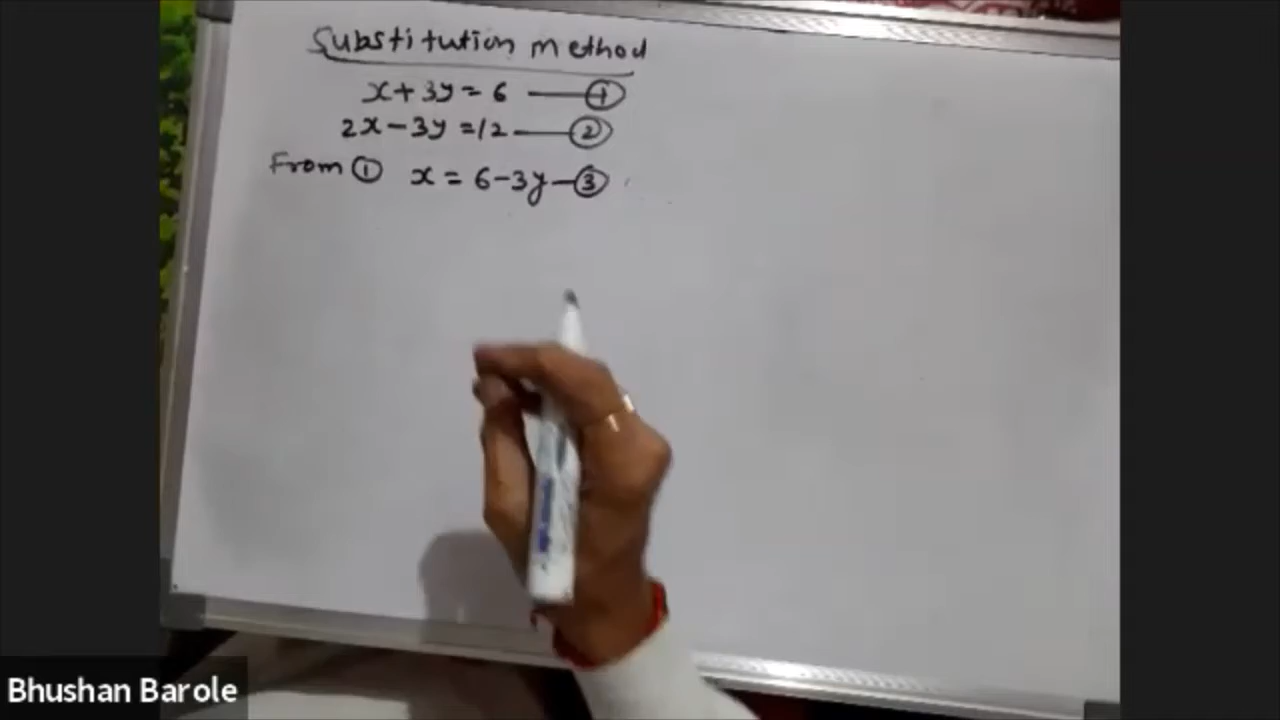 Substitution method
x+3y=6 —— ①
2x-3y=12 —— ②
From ① x = 6-3y — ③
Bhushan Barole